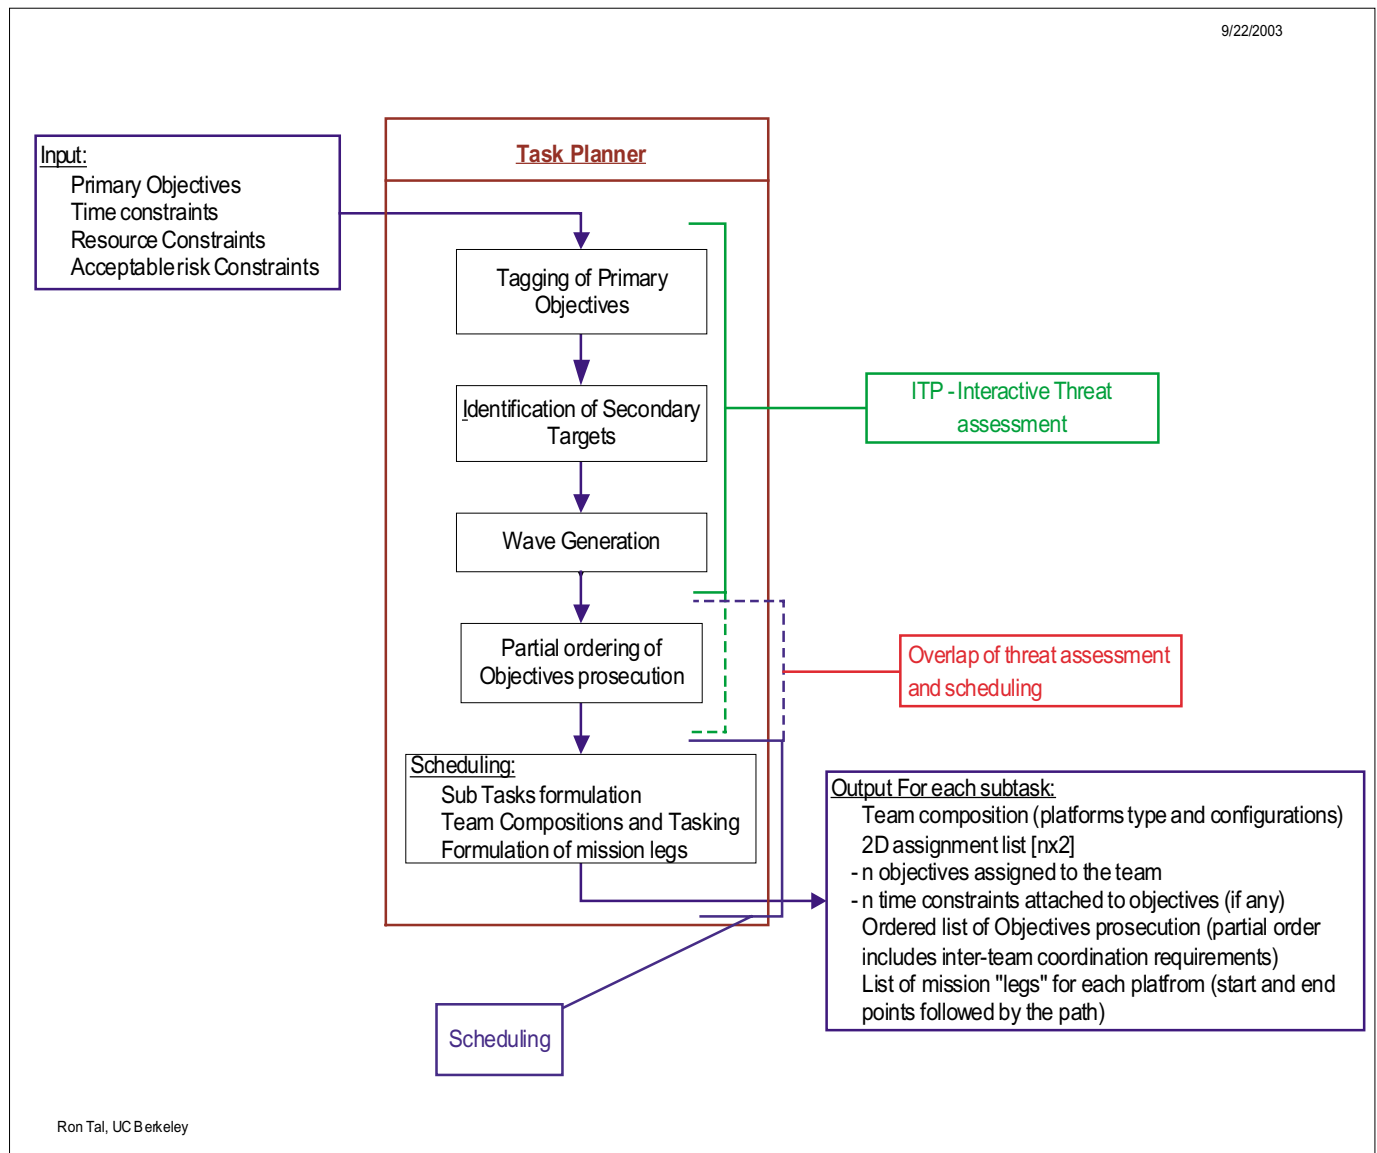 9/22/2003
Input:
Primary Objectives
Time constraints
Resource Constraints
Acceptable risk Constraints
Task Planner
Tagging of Primary
Objectives
Identification of Secondary
Targets
Wave Generation
Partial ordering of
Objectives prosecution
Scheduling:
Sub Tasks formulation
Team Compositions and Tasking
Formulation of mission legs
ITP - Interactive Threat
assessment
Overlap of threat assessment
and scheduling
Output For each subtask:
Team composition (platforms type and configurations)
2D assignment list [nx2]
- n objectives assigned to the team
- n time constraints attached to objectives (if any)
Ordered list of Objectives prosecution (partial order
includes inter-team coordination requirements)
List of mission "legs" for each platfrom (start and end
points followed by the path)
Scheduling
Ron Tal, UC Berkeley